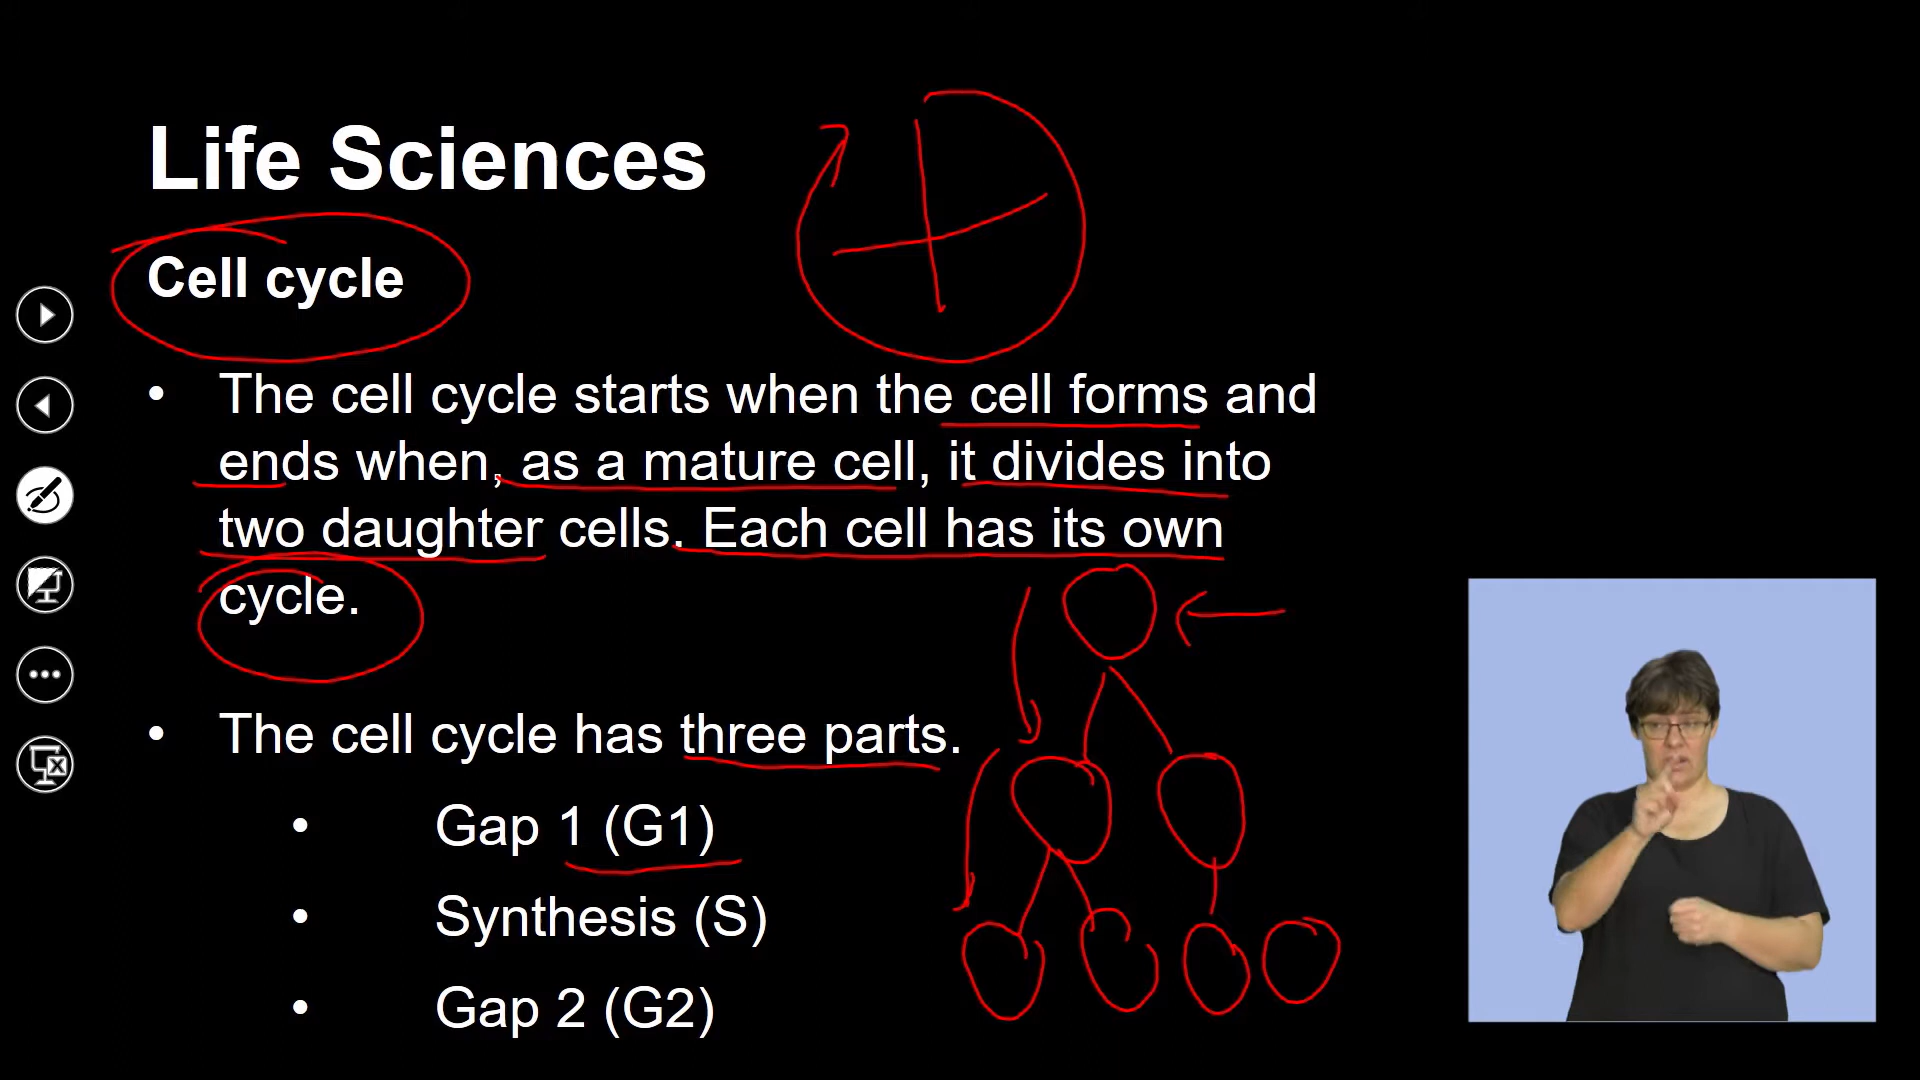 Life Sciences
Cell cycle
• The cell cycle starts when the cell forms and
ends when, as a mature cell, it divides into
two daughter cells. Each cell has its own
cycle.
• The cell cycle has three parts.
• Gap 1 (G1)
• Synthesis (S)
• Gap 2 (G2)